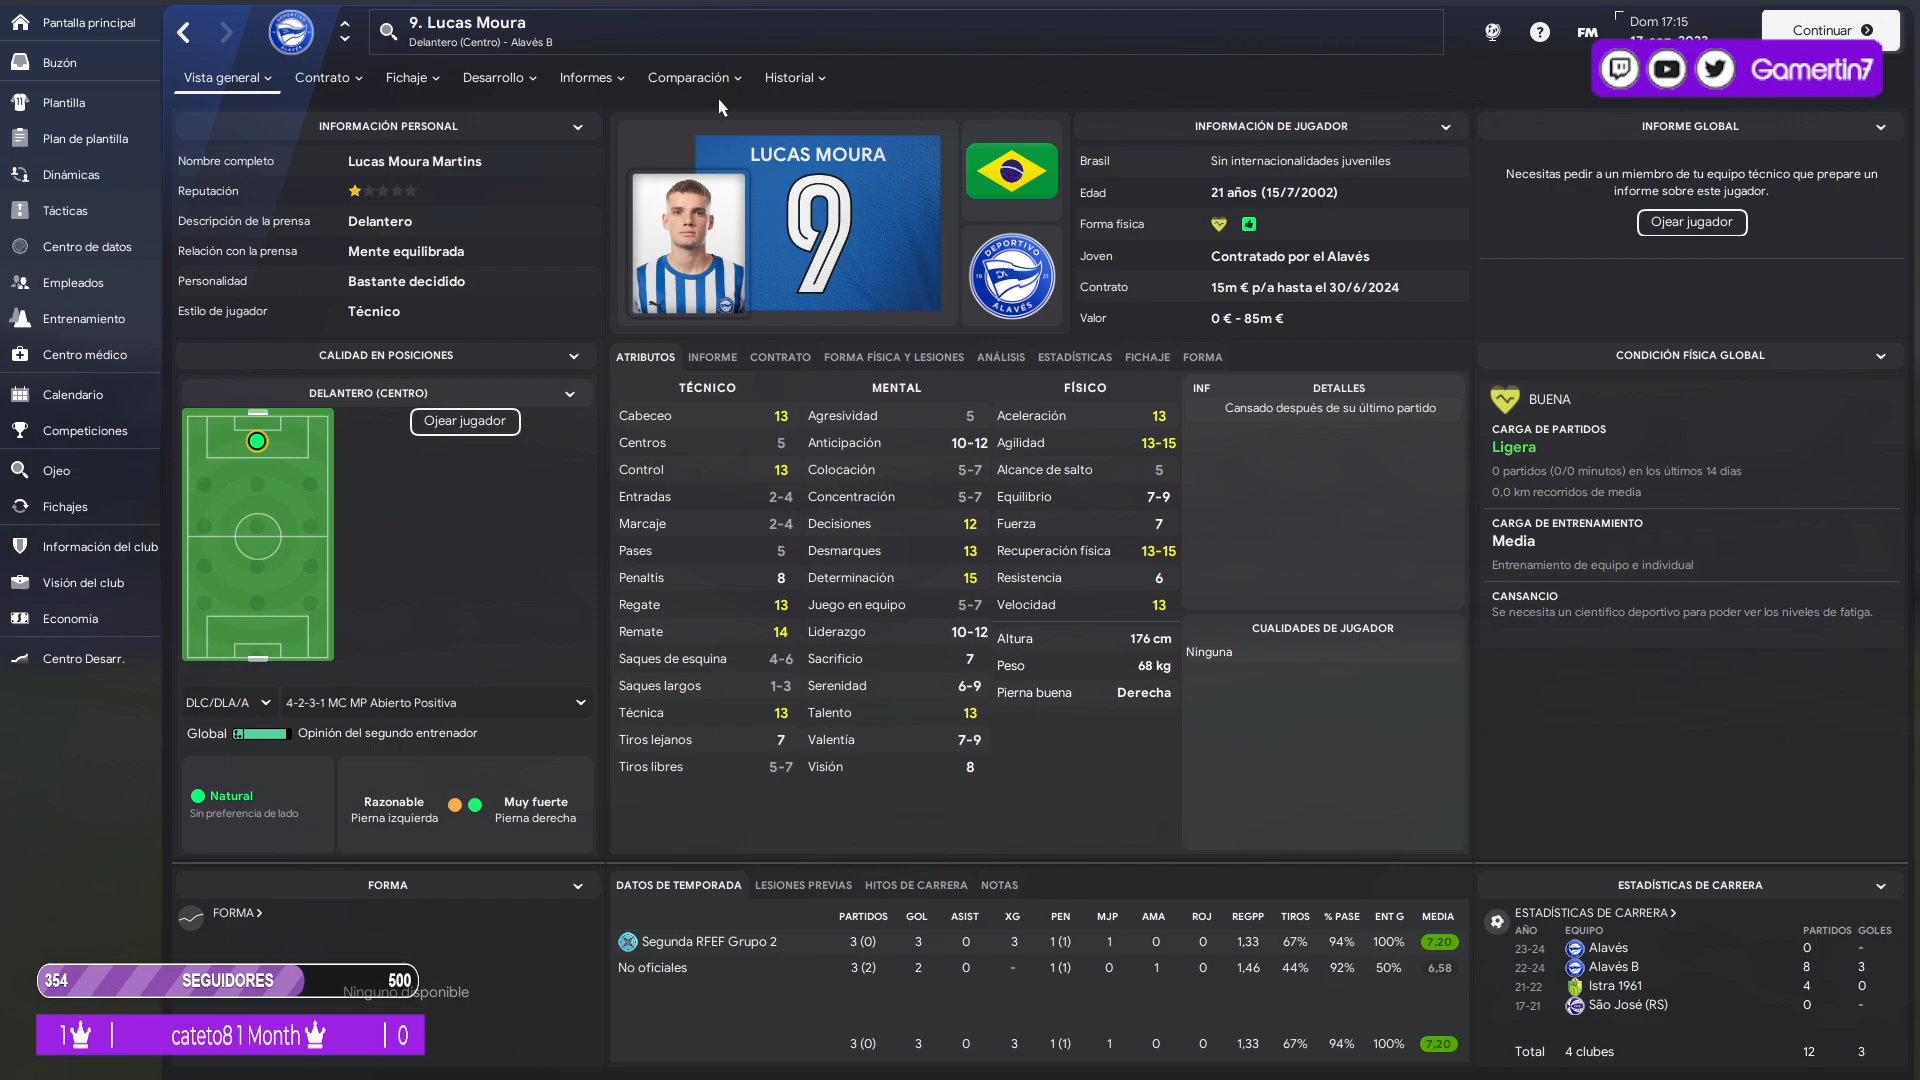 Pantalla principal
Buzón
Plantilla
Plan de plantilla
Dinámicas
Tácticas
Centro de datos
Empleados
Entrenamiento
Centro médico
Calendario
Competiciones
Ojeo
Fichajes
Información del club
Visión del club
Economía
Centro Desarr.
9. Lucas Moura
Delantero (Centro) - Alavés B
FM
Dom 17:15
Continuar
Gamertin7
Vista general
Contrato
Fichaje
Desarrollo
Informes
Comparación
Historial
INFORMACIÓN PERSONAL
Nombre completo Lucas Moura Martins
Reputación
Descripción de la prensa Delantero
Relación con la prensa Mente equilibrada
Personalidad Bastante decidido
Estilo de jugador Técnico
LUCAS MOURA
9
DEPORTIVO
19 21
ALAVÉS
INFORMACIÓN DE JUGADOR
Brasil Sin internacionalidades juveniles
Edad 21 años (15/7/2002)
Forma física
Joven Contratado por el Alavés
Contrato 15m € p/a hasta el 30/6/2024
Valor 0 € - 85m €
INFORME GLOBAL
Necesitas pedir a un miembro de tu equipo técnico que prepare un
informe sobre este jugador.
Ojear jugador
CALIDAD EN POSICIONES
DELANTERO (CENTRO)
Ojear jugador
DLC/DLA/A 4-2-3-1 MC MP Abierto Positiva
Global Opinión del segundo entrenador
Natural
Sin preferencia de lado
Razonable
Pierna izquierda
Muy fuerte
Pierna derecha
ATRIBUTOS INFORME CONTRATO FORMA FÍSICA Y LESIONES ANÁLISIS ESTADÍSTICAS FICHAJE FORMA
TÉCNICO
Cabeceo 13
Centros 5
Control 13
Entradas 2-4
Marcaje 2-4
Pases 5
Penaltis 8
Regate 13
Remate 14
Saques de esquina 4-6
Saques largos 1-3
Técnica 13
Tiros lejanos 7
Tiros libres 5-7
MENTAL
Agresividad 5
Anticipación 10-12
Colocación 5-7
Concentración 5-7
Decisiones 12
Desmarques 13
Determinación 15
Juego en equipo 5-7
Liderazgo 10-12
Sacrificio 7
Serenidad 6-9
Talento 13
Valentía 7-9
Visión 8
FÍSICO
Aceleración 13
Agilidad 13-15
Alcance de salto 5
Equilibrio 7-9
Fuerza 7
Recuperación física 13-15
Resistencia 6
Velocidad 13
Altura 176 cm
Peso 68 kg
Pierna buena Derecha
INF DETALLES
Cansado después de su último partido
CUALIDADES DE JUGADOR
Ninguna
CONDICIÓN FÍSICA GLOBAL
BUENA
CARGA DE PARTIDOS
Ligera
0 partidos (0/0 minutos) en los últimos 14 días
0,0 km recorridos de media
CARGA DE ENTRENAMIENTO
Media
Entrenamiento de equipo e individual
CANSANCIO
Se necesita un científico deportivo para poder ver los niveles de fatiga.
FORMA
FORMA
354 SEGUIDORES 500
Ninguno disponible
1 cateto8 1 Month 0
DATOS DE TEMPORADA LESIONES PREVIAS HITOS DE CARRERA NOTAS
PARTIDOS GOL ASIST XG PEN MJP AMA ROJ REGPP TIROS % PASE ENT G MEDIA
Segunda RFEF Grupo 2 3 (0) 3 0 3 1 (1) 1 0 0 1,33 67% 94% 100% 7,20
No oficiales 3 (2) 2 0 - 1 (1) 0 1 0 1,46 44% 92% 50% 6,58
3 (0) 3 0 3 1 (1) 1 0 0 1,33 67% 94% 100% 7,20
ESTADÍSTICAS DE CARRERA
ESTADÍSTICAS DE CARRERA
AÑO EQUIPO PARTIDOS GOLES
23-24 Alavés 0 -
22-24 Alavés B 8 3
21-22 Istra 1961 4 0
17-21 São José (RS) 0 -
Total 4 clubes 12 3